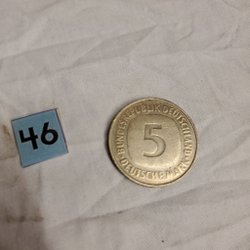 46
BUNDESREPUBLIK DEUTSCHLAND
5
DEUTSCHE MARK